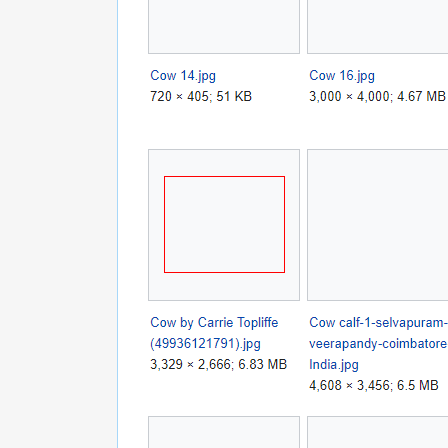 Cow 14.jpg
720 × 405; 51 KB
Cow 16.jpg
3,000 × 4,000; 4.67 MB
Cow by Carrie Topliffe
(49936121791).jpg
3,329 × 2,666; 6.83 MB
Cow calf-1-selvapuram-
veerapandy-coimbatore
India.jpg
4,608 × 3,456; 6.5 MB